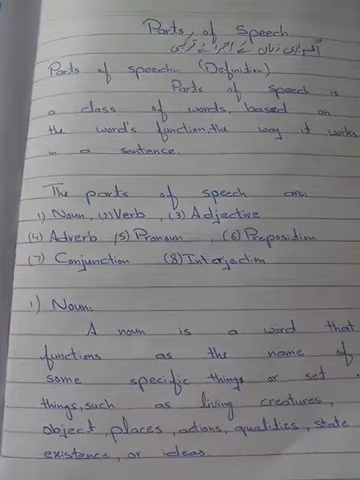 Parts of Speech
انگریزی زبان کے اجزائے ترکیبی
Parts of speech:- (Definition)
Parts of speech is
a class of words, based on
the word's function, the way it works
in a sentence.
The parts of speech are:
1) Noun, (2) Verb , (3) Adjective
(4) Adverb (5) Pronoun , (6) Preposition
(7) Conjunction (8) Interjection
1) Noun:
A noun is a word that
functions as the name of
some specific things or set
things, such as living creatures,
object, places, actions, qualities, state
existence, or ideas.